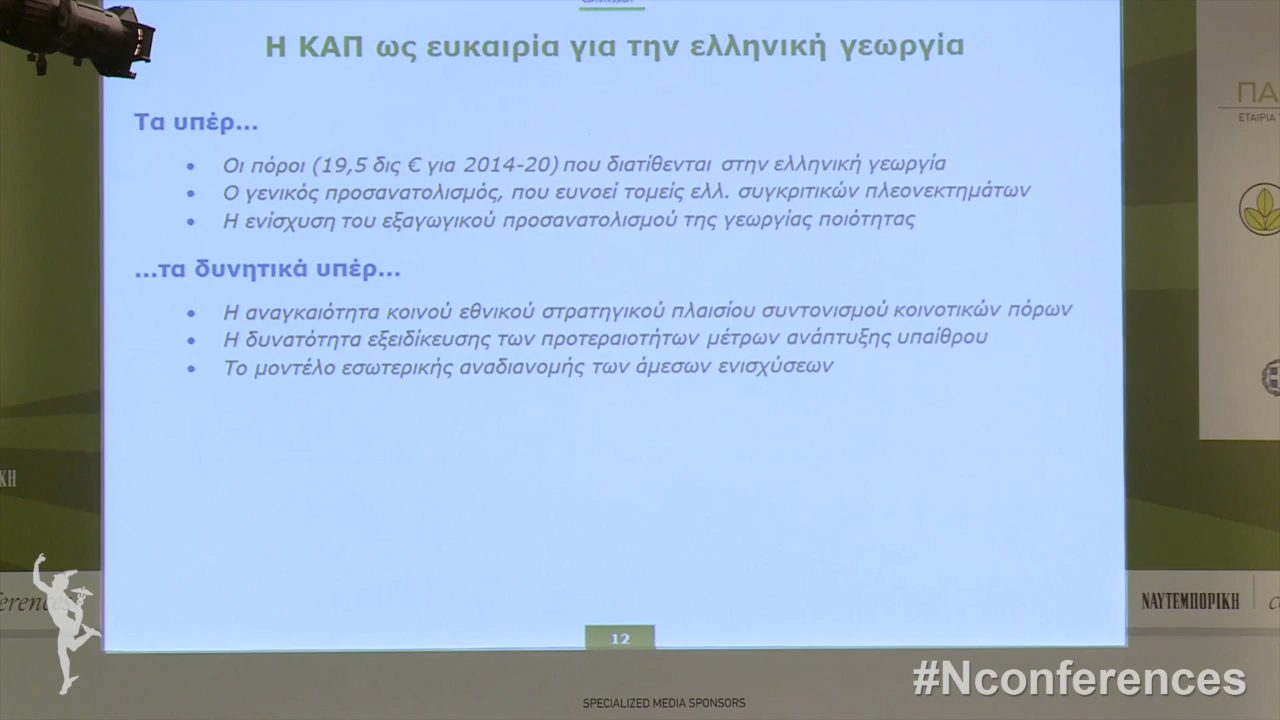 Η ΚΑΠ ως ευκαιρία για την ελληνική γεωργία
Τα υπέρ...
• Οι πόροι (19,5 δις € για 2014-20) που διατίθενται στην ελληνική γεωργία
• Ο γενικός προσανατολισμός, που ευνοεί τομείς ελλ. συγκριτικών πλεονεκτημάτων
• Η ενίσχυση του εξαγωγικού προσανατολισμού της γεωργίας ποιότητας
...τα δυνητικά υπέρ...
• Η αναγκαιότητα κοινού εθνικού στρατηγικού πλαισίου συντονισμού κοινοτικών πόρων
• Η δυνατότητα εξειδίκευσης των προτεραιοτήτων μέτρων ανάπτυξης υπαίθρου
• Το μοντέλο εσωτερικής αναδιανομής των άμεσων ενισχύσεων
12
ΠΑ
ΕΤΑΙΡΙΑ
ΚΗ
ferences
ΝΑΥΤΕΜΠΟΡΙΚΗ
#Nconferences
SPECIALIZED MEDIA SPONSORS